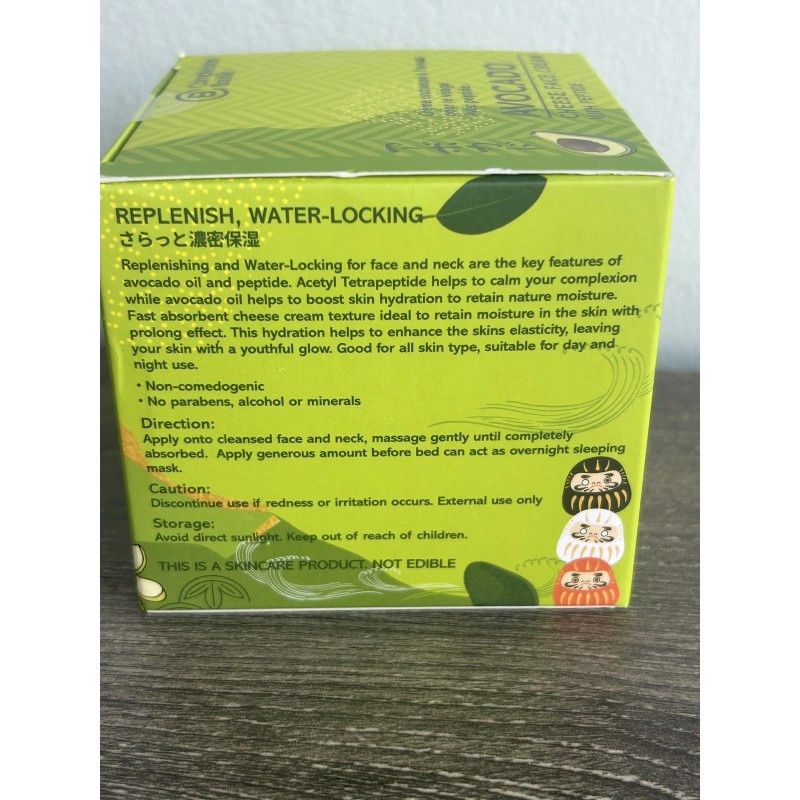 AVOCADO
CHEESE FACE CREAM
WITH PEPTIDE
アボカド
REPLENISH, WATER-LOCKING
さらっと濃密保湿
Replenishing and Water-Locking for face and neck are the key features of
avocado oil and peptide. Acetyl Tetrapeptide helps to calm your complexion
while avocado oil helps to boost skin hydration to retain nature moisture.
Fast absorbent cheese cream texture ideal to retain moisture in the skin with
prolong effect. This hydration helps to enhance the skins elasticity, leaving
your skin with a youthful glow. Good for all skin type, suitable for day and
night use.
• Non-comedogenic
• No parabens, alcohol or minerals
Direction:
Apply onto cleansed face and neck, massage gently until completely
absorbed. Apply generous amount before bed can act as overnight sleeping
mask.
Caution:
Discontinue use if redness or irritation occurs. External use only
Storage:
Avoid direct sunlight. Keep out of reach of children.
THIS IS A SKINCARE PRODUCT. NOT EDIBLE